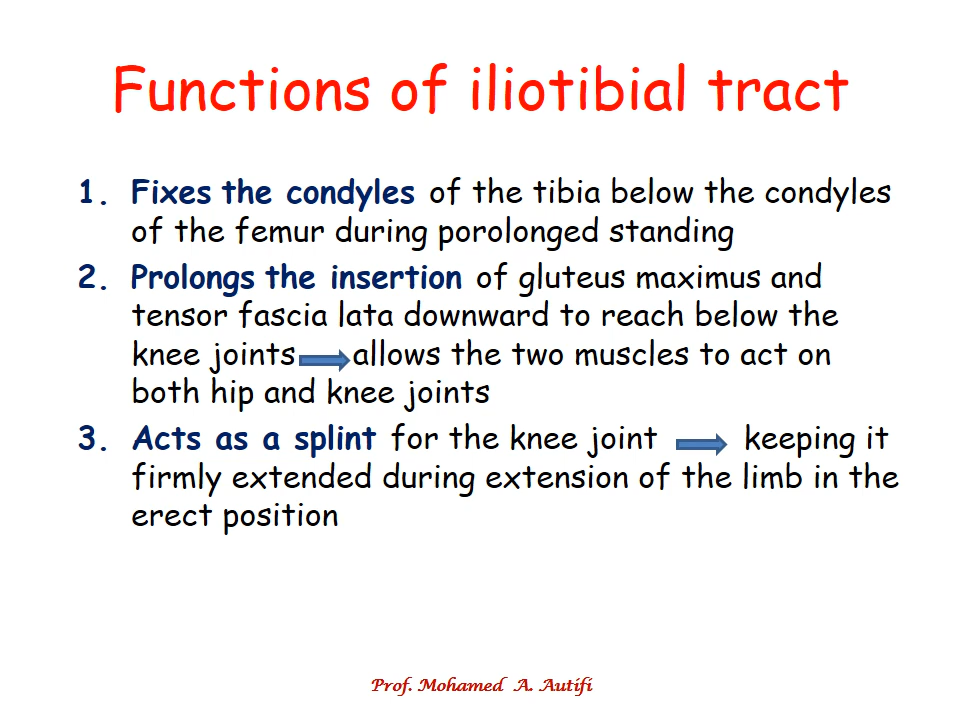 Functions of iliotibial tract
1. Fixes the condyles of the tibia below the condyles
of the femur during porolonged standing
2. Prolongs the insertion of gluteus maximus and
tensor fascia lata downward to reach below the
knee joints allows the two muscles to act on
both hip and knee joints
3. Acts as a splint for the knee joint keeping it
firmly extended during extension of the limb in the
erect position
Prof. Mohamed A. Autifi